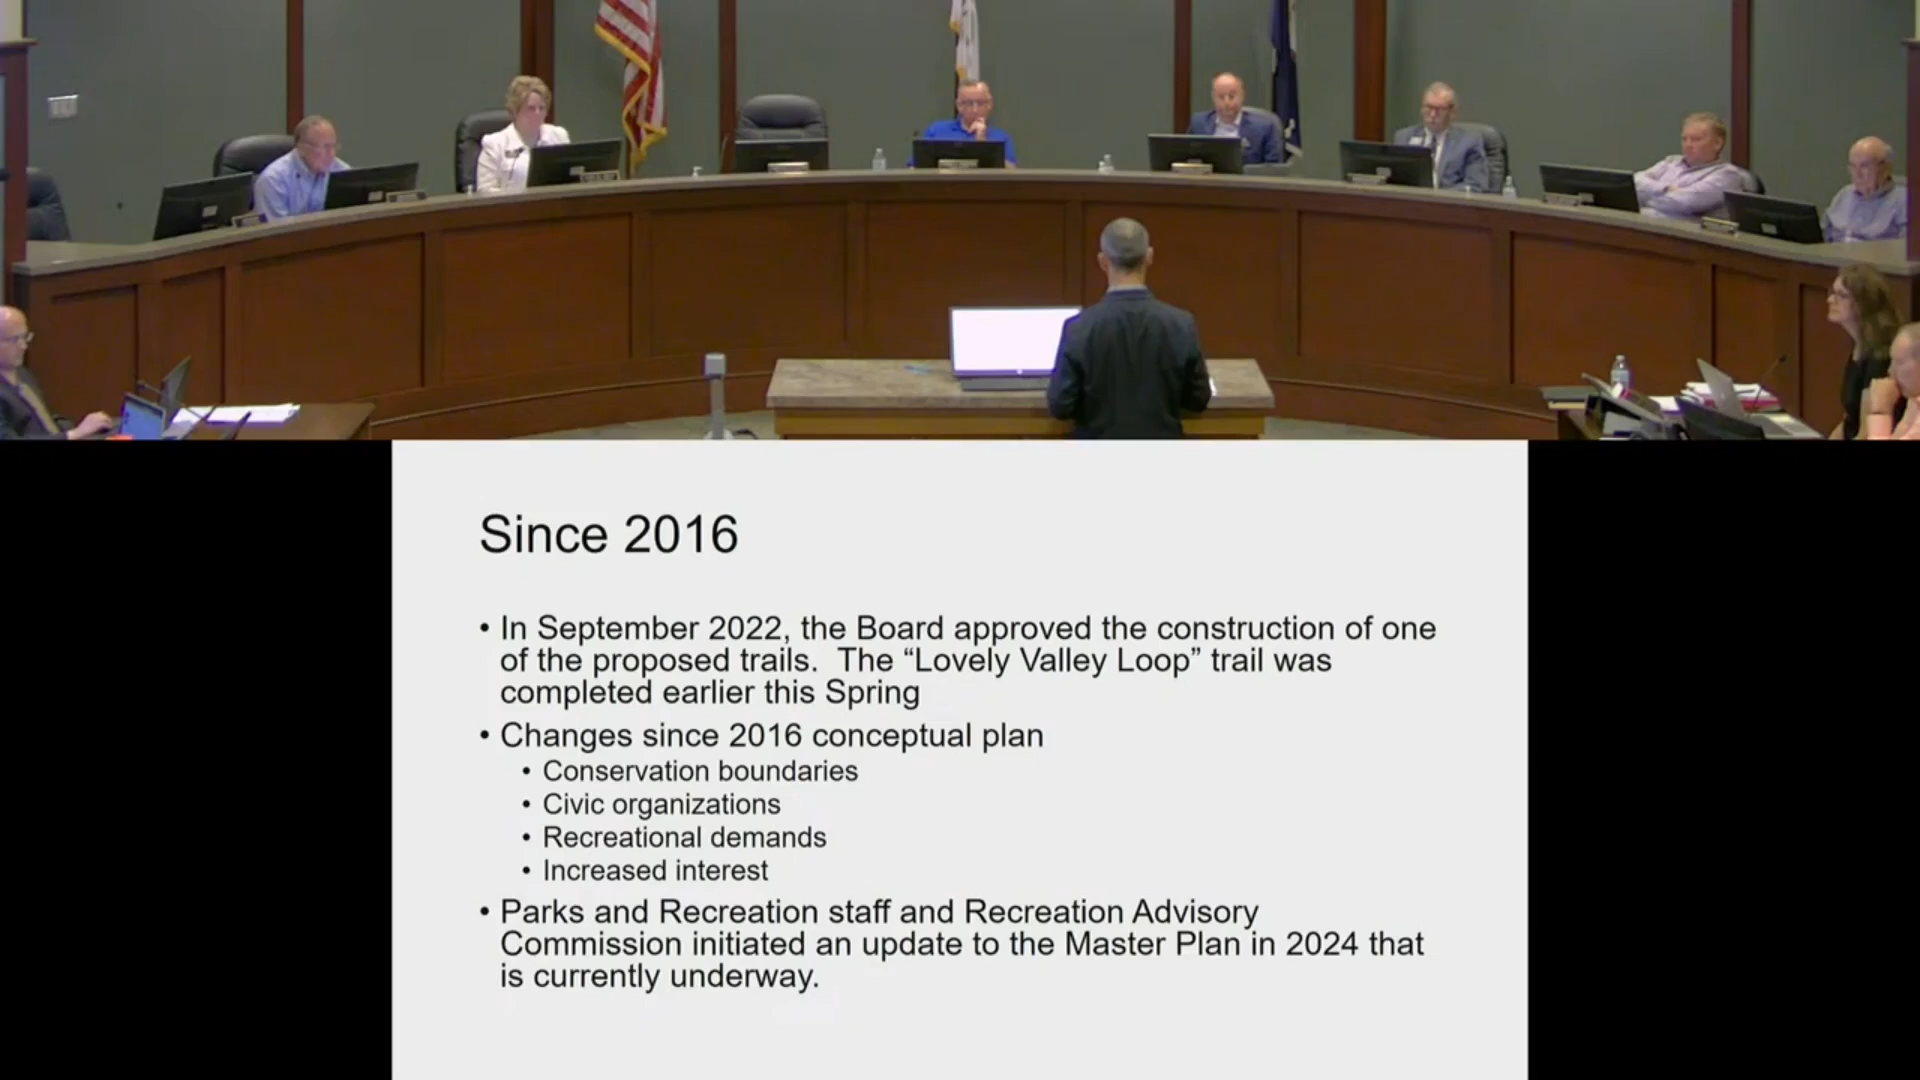 Since 2016
• In September 2022, the Board approved the construction of one
of the proposed trails.  The “Lovely Valley Loop” trail was
completed earlier this Spring
• Changes since 2016 conceptual plan
• Conservation boundaries
• Civic organizations
• Recreational demands
• Increased interest
• Parks and Recreation staff and Recreation Advisory
Commission initiated an update to the Master Plan in 2024 that
is currently underway.